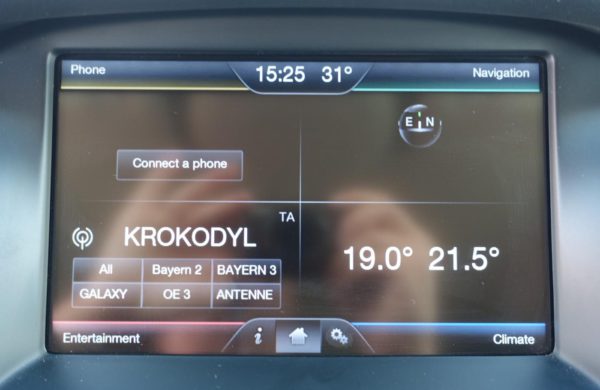 Phone 15:25 31° Navigation
E N
Connect a phone
TA
KROKODYL 19.0° 21.5°
All Bayern 2 BAYERN 3
GALAXY OE 3 ANTENNE
Entertainment i Climate